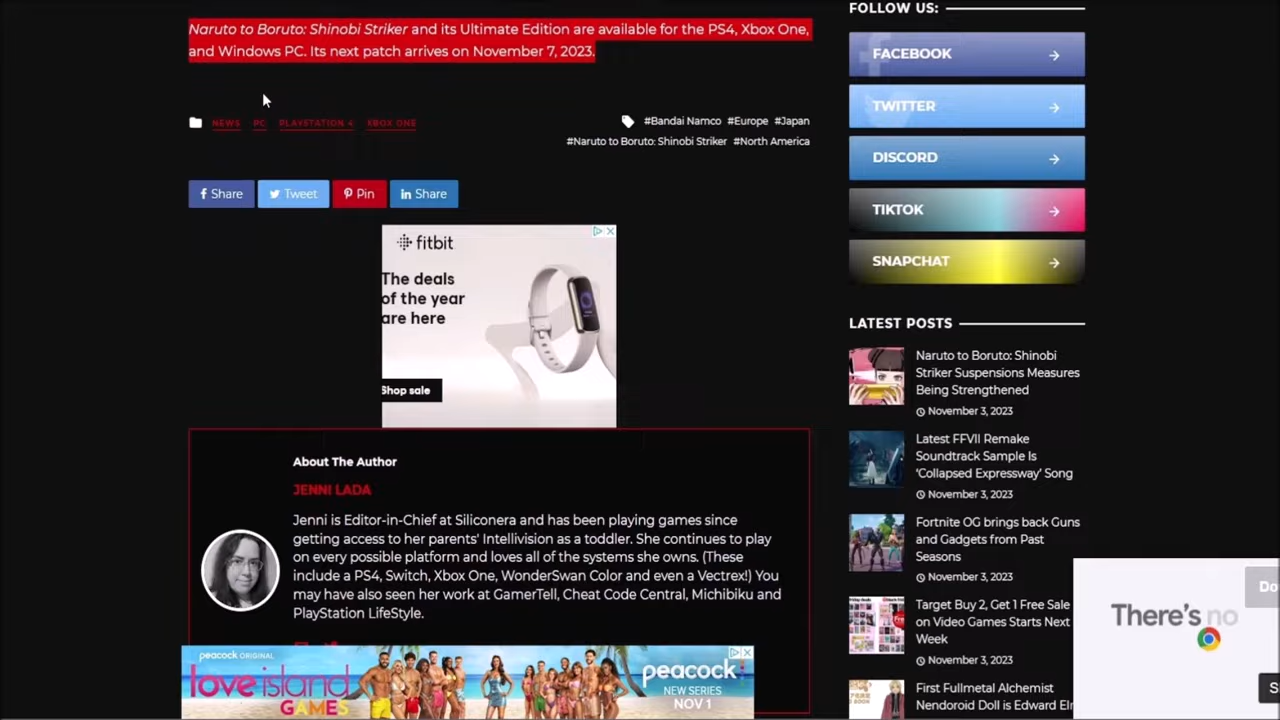 Naruto to Boruto: Shinobi Striker and its Ultimate Edition are available for the PS4, Xbox One,
and Windows PC. Its next patch arrives on November 7, 2023.
NEWS PC PLAYSTATION 4 XBOX ONE
#Bandai Namco #Europe #Japan
#Naruto to Boruto: Shinobi Striker #North America
Share Tweet Pin Share
fitbit
The deals
of the year
are here
Shop sale
About The Author
JENNI LADA
Jenni is Editor-in-Chief at Siliconera and has been playing games since
getting access to her parents' Intellivision as a toddler. She continues to play
on every possible platform and loves all of the systems she owns. (These
include a PS4, Switch, Xbox One, WonderSwan Color and even a Vectrex!) You
may have also seen her work at GamerTell, Cheat Code Central, Michibiku and
PlayStation LifeStyle.
peacock ORIGINAL
love island
GAMES
peacock
NEW SERIES
NOV 1
FOLLOW US:
FACEBOOK
TWITTER
DISCORD
TIKTOK
SNAPCHAT
LATEST POSTS
Naruto to Boruto: Shinobi
Striker Suspensions Measures
Being Strengthened
November 3, 2023
Latest FFVII Remake
Soundtrack Sample Is
‘Collapsed Expressway’ Song
November 3, 2023
Fortnite OG brings back Guns
and Gadgets from Past
Seasons
November 3, 2023
Target Buy 2, Get 1 Free Sale
on Video Games Starts Next
Week
November 3, 2023
First Fullmetal Alchemist
Nendoroid Doll is Edward
There's no
Do
S